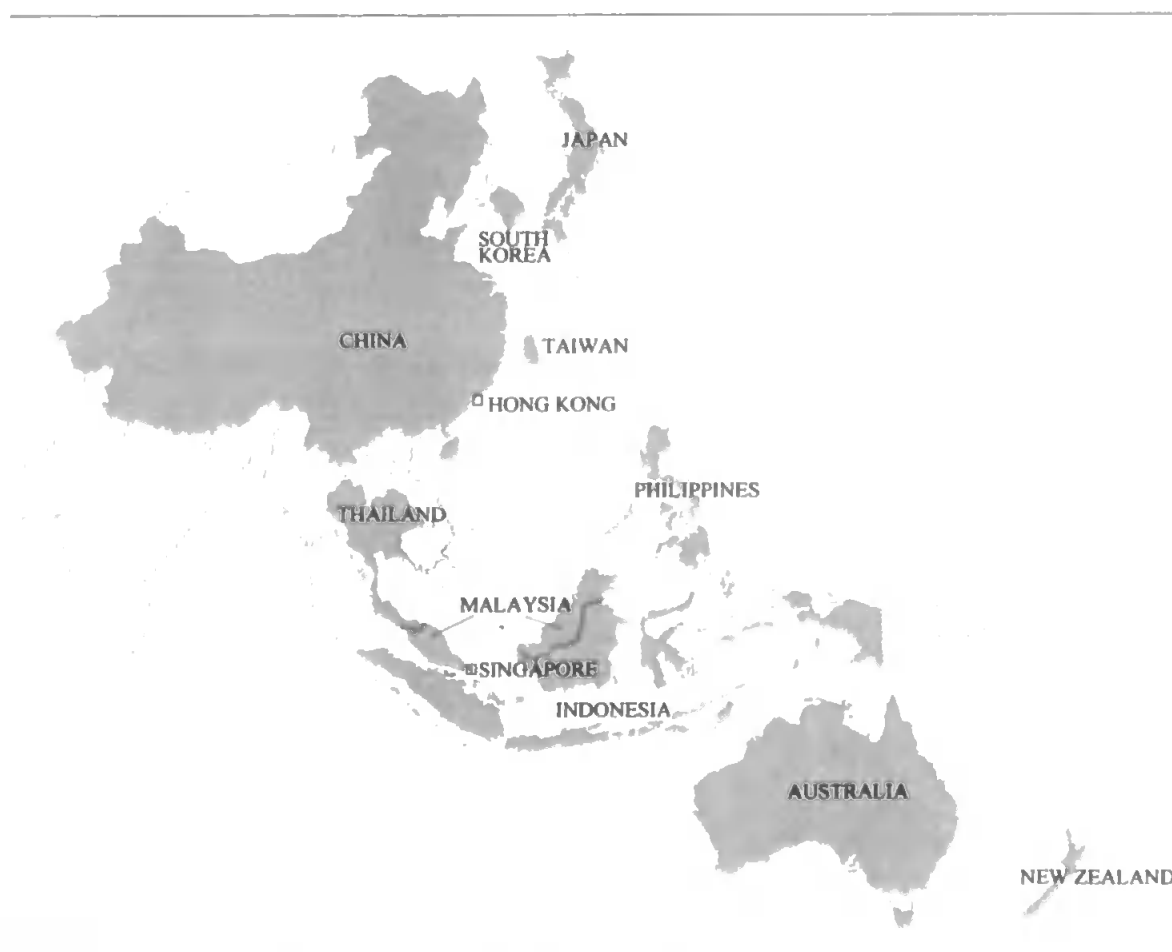 JAPAN
SOUTH
KOREA
CHINA
TAIWAN
HONG KONG
PHILIPPINES
THAILAND
MALAYSIA
SINGAPORE
INDONESIA
AUSTRALIA
NEW ZEALAND